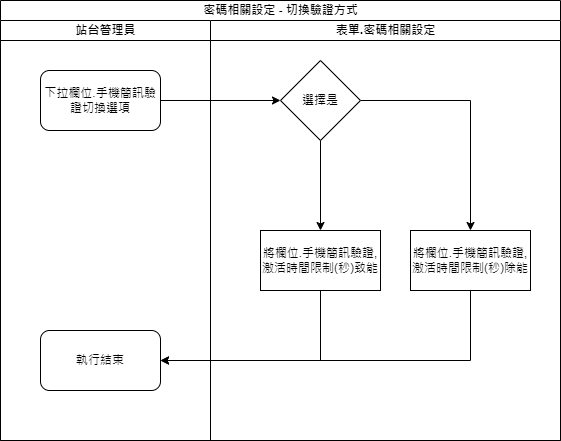 密碼相關設定 - 切換驗證方式
站台管理員
表單.密碼相關設定
下拉欄位.手機簡訊驗
證切換選項
選擇是
將欄位.手機簡訊驗證,
激活時間限制(秒)致能
將欄位.手機簡訊驗證,
激活時間限制(秒)除能
執行結束